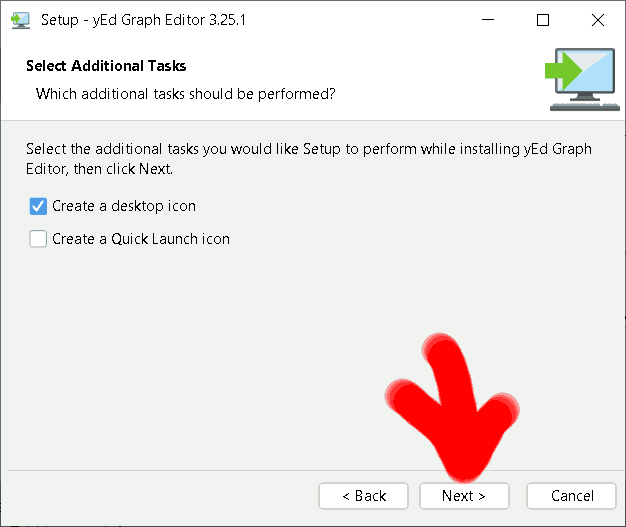 Setup - yEd Graph Editor 3.25.1
Select Additional Tasks
Which additional tasks should be performed?
Select the additional tasks you would like Setup to perform while installing yEd Graph
Editor, then click Next.
Create a desktop icon
Create a Quick Launch icon
< Back
Next >
Cancel